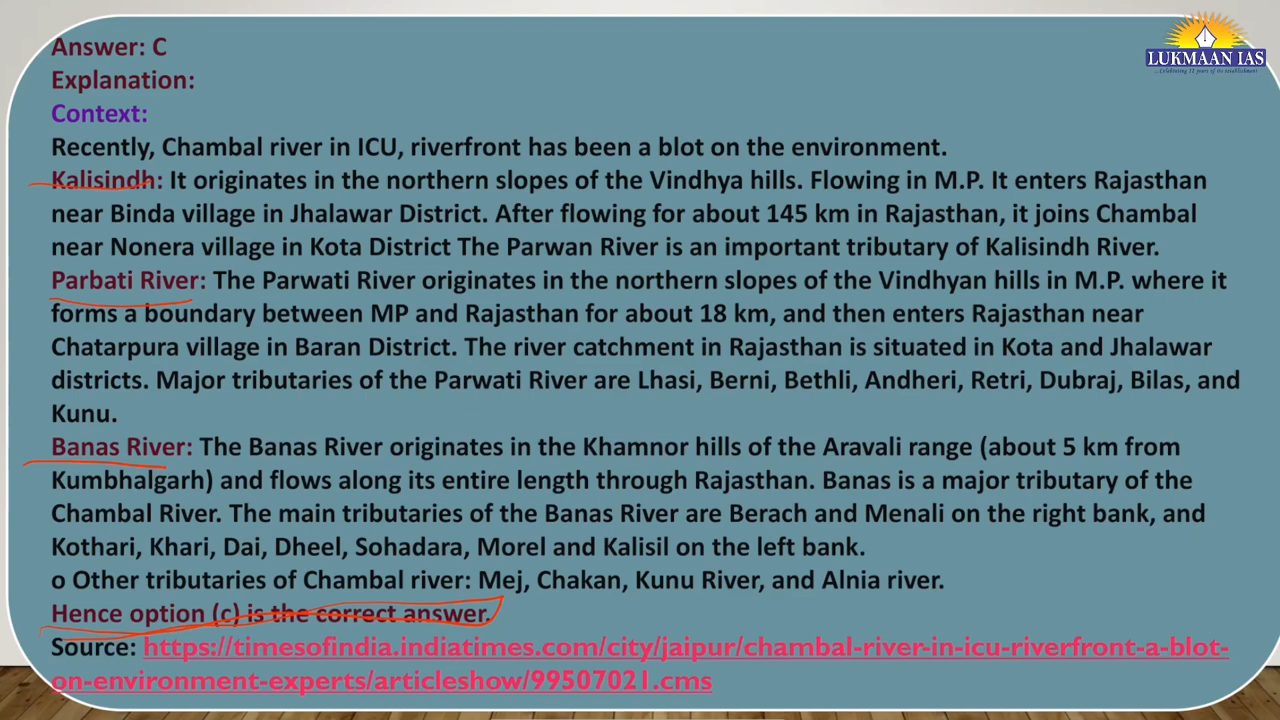 LUKMAAN IAS
...Celebrating 12 years of its establishment
Answer: C
Explanation:
Context:
Recently, Chambal river in ICU, riverfront has been a blot on the environment.
Kalisindh: It originates in the northern slopes of the Vindhya hills. Flowing in M.P. It enters Rajasthan
near Binda village in Jhalawar District. After flowing for about 145 km in Rajasthan, it joins Chambal
near Nonera village in Kota District The Parwan River is an important tributary of Kalisindh River.
Parbati River: The Parwati River originates in the northern slopes of the Vindhyan hills in M.P. where it
forms a boundary between MP and Rajasthan for about 18 km, and then enters Rajasthan near
Chatarpura village in Baran District. The river catchment in Rajasthan is situated in Kota and Jhalawar
districts. Major tributaries of the Parwati River are Lhasi, Berni, Bethli, Andheri, Retri, Dubraj, Bilas, and
Kunu.
Banas River: The Banas River originates in the Khamnor hills of the Aravali range (about 5 km from
Kumbhalgarh) and flows along its entire length through Rajasthan. Banas is a major tributary of the
Chambal River. The main tributaries of the Banas River are Berach and Menali on the right bank, and
Kothari, Khari, Dai, Dheel, Sohadara, Morel and Kalisil on the left bank.
o Other tributaries of Chambal river: Mej, Chakan, Kunu River, and Alnia river.
Hence option (c) is the correct answer.
Source: https://timesofindia.indiatimes.com/city/jaipur/chambal-river-in-icu-riverfront-a-blot-
on-environment-experts/articleshow/99507021.cms